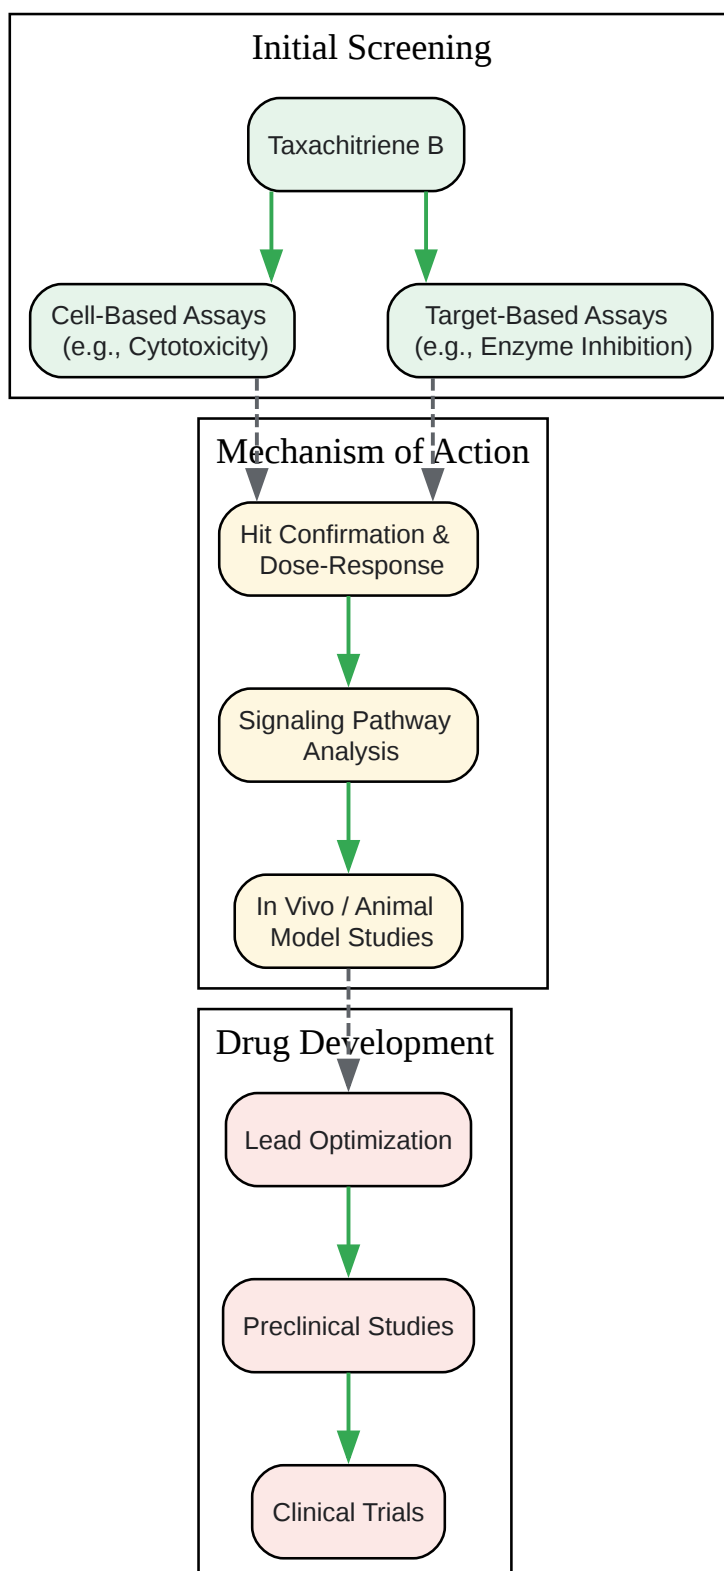 Initial Screening
Taxachitriene B
Cell-Based Assays
(e.g., Cytotoxicity)
Target-Based Assays
(e.g., Enzyme Inhibition)
Mechanism of Action
Hit Confirmation &
Dose-Response
Signaling Pathway
Analysis
In Vivo / Animal
Model Studies
Drug Development
Lead Optimization
Preclinical Studies
Clinical Trials